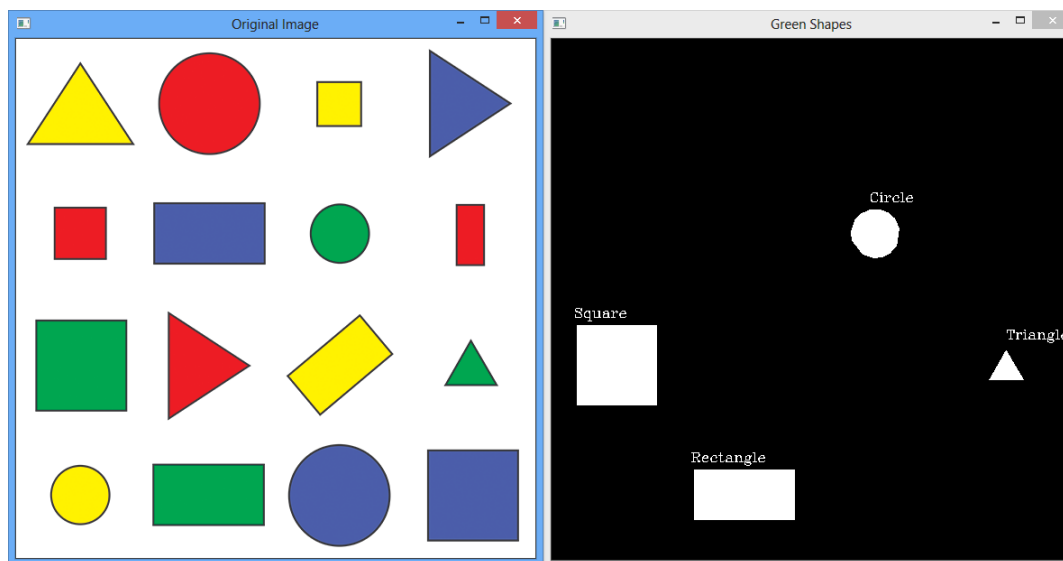 Original Image
Green Shapes
Circle
Square
Triangle
Rectangle